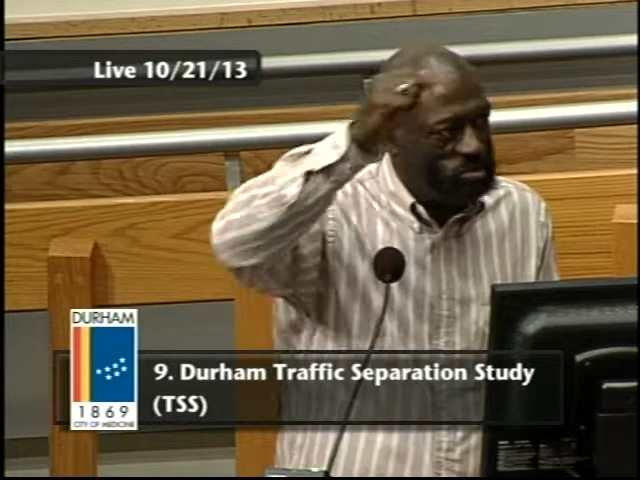 Live 10/21/13
DURHAM
1869
CITY OF MEDICINE
9. Durham Traffic Separation Study
(TSS)